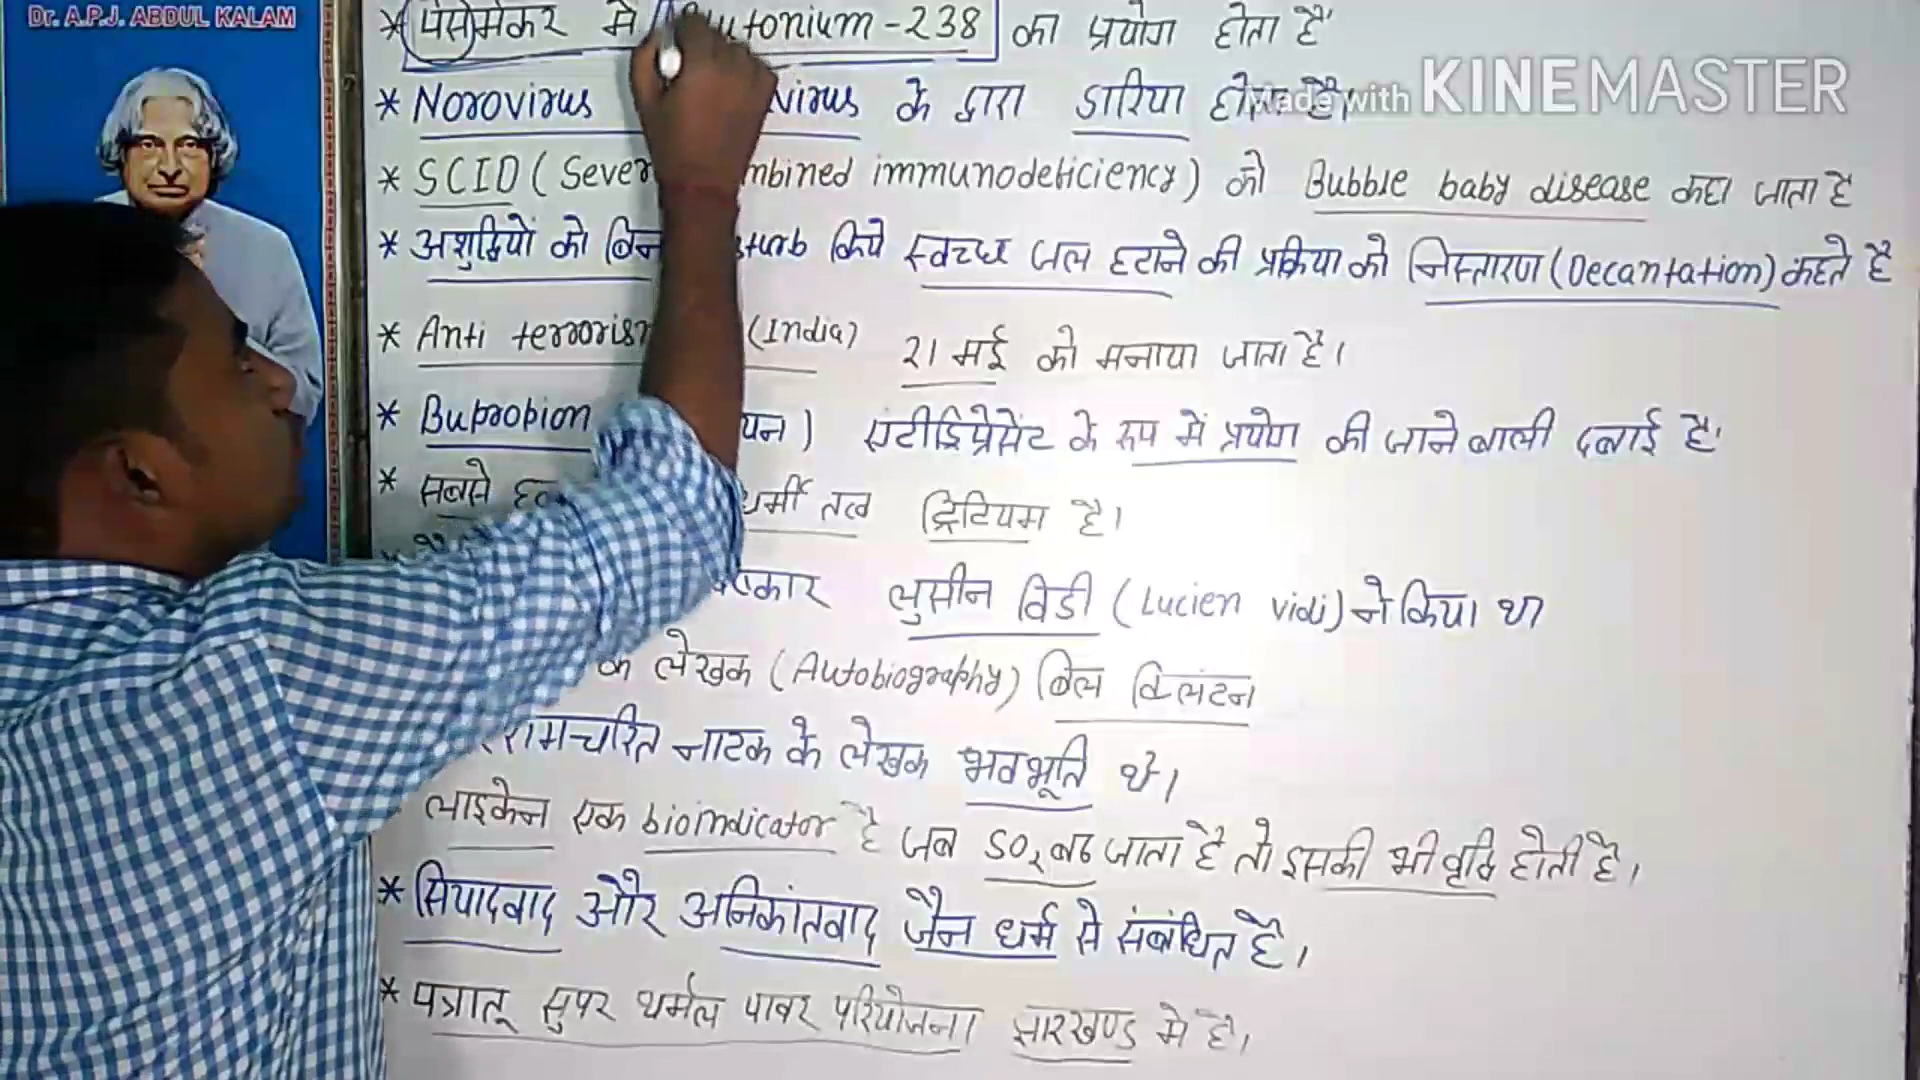 Dr. A.P.J. ABDUL KALAM
* पेसमेकर में Plutonium-238 का प्रयोग होता है
Made with KINEMASTER
* Norovirus virus के द्वारा डारिया होता है।
* SCID (Sever mbined immunodeficiency) को Bubble baby disease कहा जाता है
* अशुद्धियों को बिन sturb किये स्वच्छ जल हटाने की प्रक्रिया को निस्तारण (Decantation) कहते है
* Anti terroris (India) 21 मई को मनाया जाता है।
* Bupropion यन) एंटीडिप्रेसेंट के रूप में प्रयोग की जाने वाली दवाई है।
* सबसे धर्मी तत्व ट्रिटियम है।
लुसीन विडी (Lucien vidi) ने किया था
के लेखक (Autobiography) बिल क्लिंटन
रामचरित नाटक के लेखक भवभूति थे।
लाइकेन एक bioindicator है जब SO₂ बढ जाता है तो इसकी भी वृद्धि होती है।
* सियादवाद और अनिकांतवाद जैन धर्म से संबंधित है।
* पत्रातू सुपर थर्मल पावर परियोजना झारखण्ड मे है।